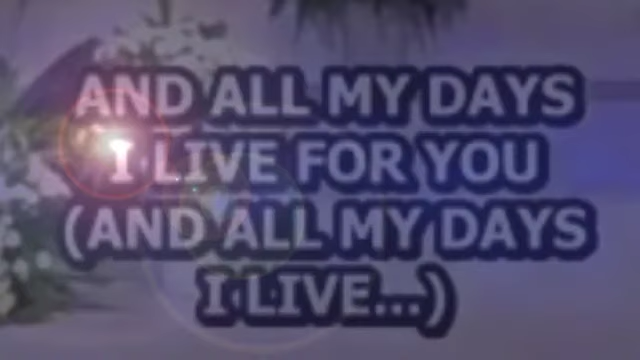 AND ALL MY DAYS
I LIVE FOR YOU
(AND ALL MY DAYS
I LIVE...)